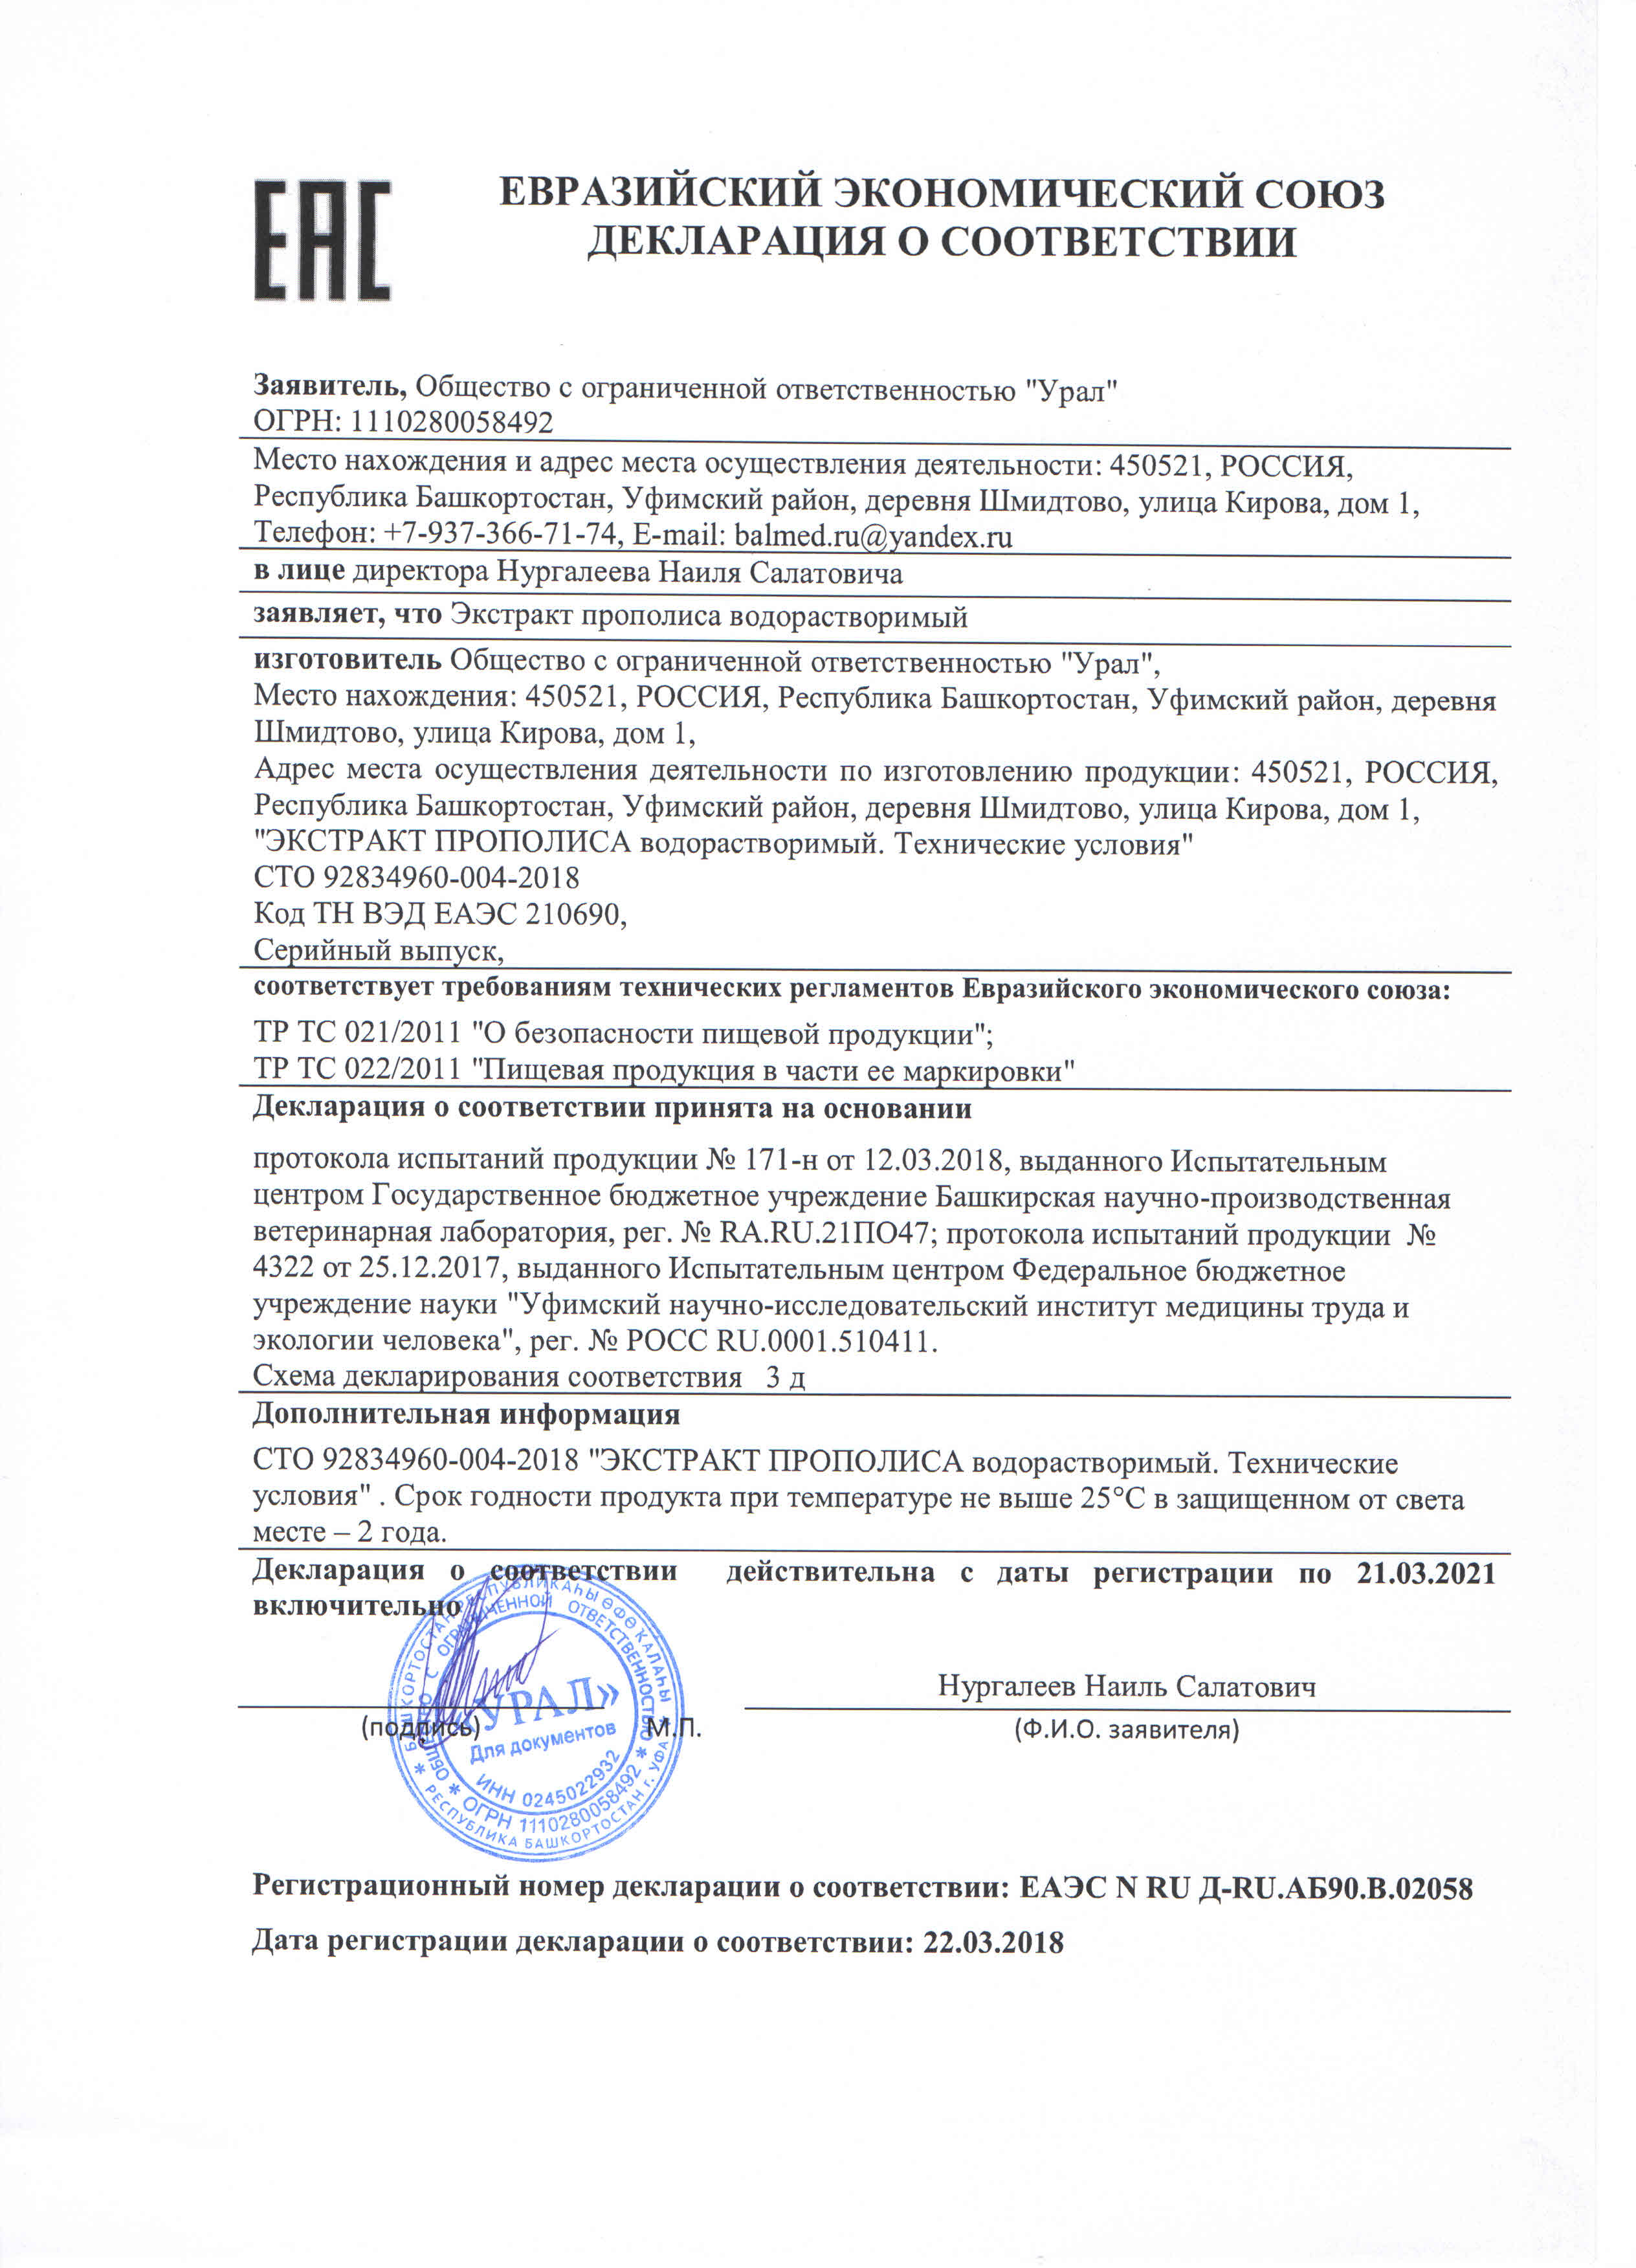 ЕАС
ЕВРАЗИЙСКИЙ ЭКОНОМИЧЕСКИЙ СОЮЗ
ДЕКЛАРАЦИЯ О СООТВЕТСТВИИ
Заявитель, Общество с ограниченной ответственностью "Урал"
ОГРН: 1110280058492
Место нахождения и адрес места осуществления деятельности: 450521, РОССИЯ,
Республика Башкортостан, Уфимский район, деревня Шмидтово, улица Кирова, дом 1,
Телефон: +7-937-366-71-74, E-mail: balmed.ru@yandex.ru
в лице директора Нургалеева Наиля Салатовича
заявляет, что Экстракт прополиса водорастворимый
изготовитель Общество с ограниченной ответственностью "Урал",
Место нахождения: 450521, РОССИЯ, Республика Башкортостан, Уфимский район, деревня
Шмидтово, улица Кирова, дом 1,
Адрес места осуществления деятельности по изготовлению продукции: 450521, РОССИЯ,
Республика Башкортостан, Уфимский район, деревня Шмидтово, улица Кирова, дом 1,
"ЭКСТРАКТ ПРОПОЛИСА водорастворимый. Технические условия"
СТО 92834960-004-2018
Код ТН ВЭД ЕАЭС 210690,
Серийный выпуск,
соответствует требованиям технических регламентов Евразийского экономического союза:
ТР ТС 021/2011 "О безопасности пищевой продукции";
ТР ТС 022/2011 "Пищевая продукция в части ее маркировки"
Декларация о соответствии принята на основании
протокола испытаний продукции № 171-н от 12.03.2018, выданного Испытательным
центром Государственное бюджетное учреждение Башкирская научно-производственная
ветеринарная лаборатория, рег. № RA.RU.21ПО47; протокола испытаний продукции №
4322 от 25.12.2017, выданного Испытательным центром Федеральное бюджетное
учреждение науки "Уфимский научно-исследовательский институт медицины труда и
экологии человека", рег. № РОСС RU.0001.510411.
Схема декларирования соответствия 3 д
Дополнительная информация
СТО 92834960-004-2018 "ЭКСТРАКТ ПРОПОЛИСА водорастворимый. Технические
условия" . Срок годности продукта при температуре не выше 25°С в защищенном от света
месте – 2 года.
Декларация о соответствии действительна с даты регистрации по 21.03.2021
включительно
БАШКОРТОСТАН РЕСПУБЛИКАҺЫ ӨФӨ ҠАЛАҺЫ
РЕСПУБЛИКА БАШКОРТОСТАН г. УФА
ОБЩЕСТВО С ОГРАНИЧЕННОЙ ОТВЕТСТВЕННОСТЬЮ
ОГРН 1110280058492
«УРАЛ»
Для документов
ИНН 0245022932
Нургалеев Наиль Салатович
(подпись) М.П. (Ф.И.О. заявителя)
Регистрационный номер декларации о соответствии: ЕАЭС N RU Д-RU.АБ90.В.02058
Дата регистрации декларации о соответствии: 22.03.2018